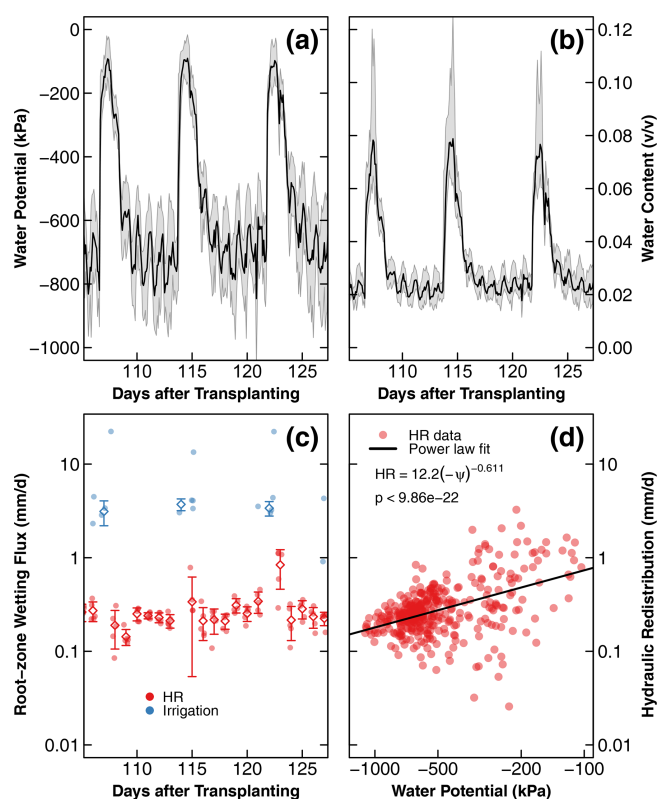 (a)
0
−200
−400
−600
−800
−1000
Water Potential (kPa)
110 115 120 125
Days after Transplanting
(b)
0.12
0.10
0.08
0.06
0.04
0.02
0.00
Water Content (v/v)
110 115 120 125
Days after Transplanting
(c)
10
1
0.1
0.01
Root−zone Wetting Flux (mm/d)
HR
Irrigation
110 115 120 125
Days after Transplanting
(d)
HR data
Power law fit
HR = 12.2(−ψ)^−0.611
p < 9.86e−22
10
1
0.1
0.01
Hydraulic Redistribution (mm/d)
−1000 −500 −200 −100
Water Potential (kPa)